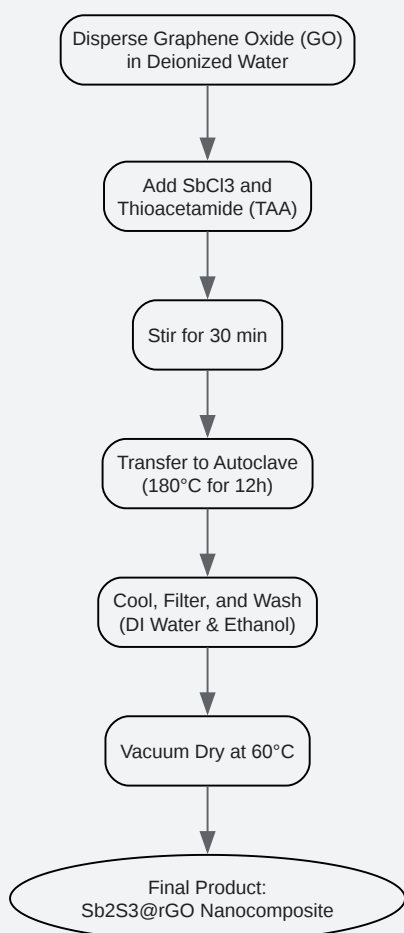 Disperse Graphene Oxide (GO)
in Deionized Water
Add SbCl3 and
Thioacetamide (TAA)
Stir for 30 min
Transfer to Autoclave
(180°C for 12h)
Cool, Filter, and Wash
(DI Water & Ethanol)
Vacuum Dry at 60°C
Final Product:
Sb2S3@rGO Nanocomposite